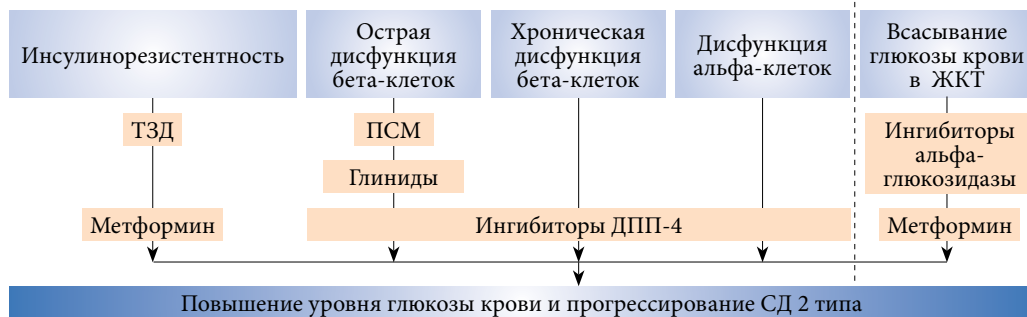 Инсулинорезистентность
Острая
дисфункция
бета-клеток
Хроническая
дисфункция
бета-клеток
Дисфункция
альфа-клеток
Всасывание
глюкозы крови
в ЖКТ
ТЗД
ПСМ
Глиниды
Ингибиторы
альфа-
глюкозидазы
Метформин
Ингибиторы ДПП-4
Метформин
Повышение уровня глюкозы крови и прогрессирование СД 2 типа